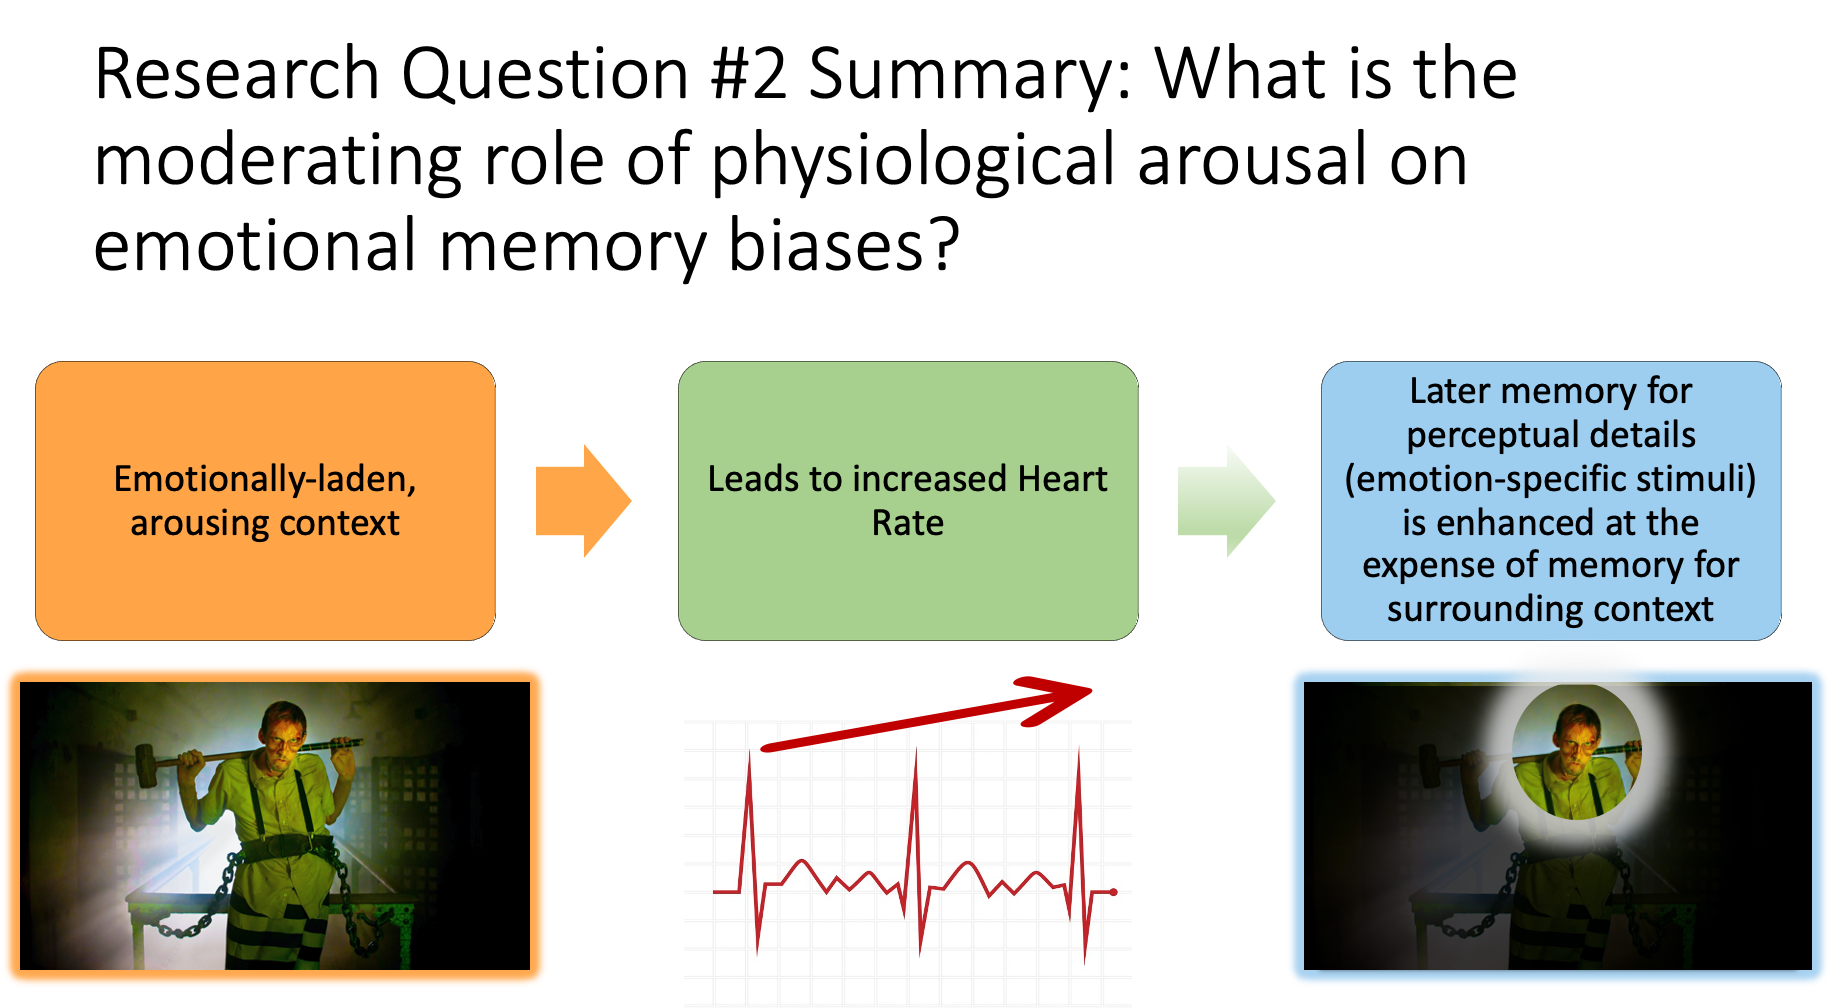 Research Question #2 Summary: What is the
moderating role of physiological arousal on
emotional memory biases?
Emotionally-laden,
arousing context
Leads to increased Heart
Rate
Later memory for
perceptual details
(emotion-specific stimuli)
is enhanced at the
expense of memory for
surrounding context